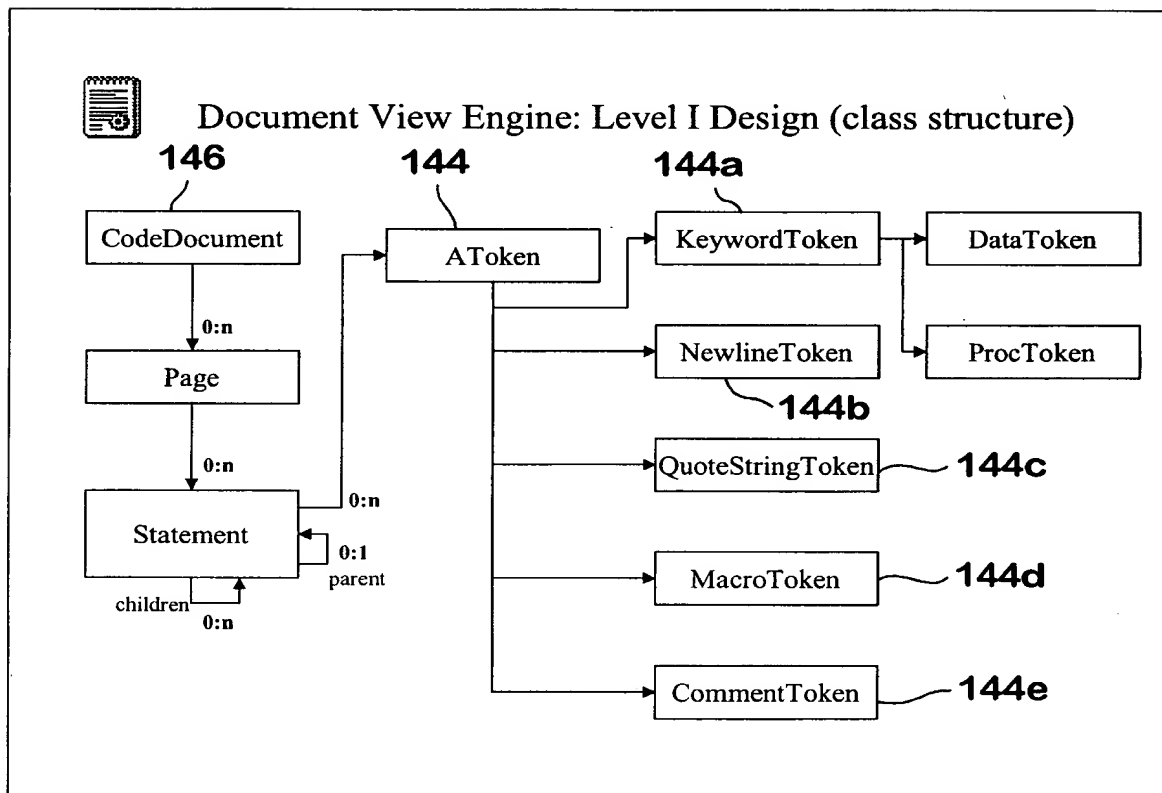 Document View Engine: Level I Design (class structure)
146
144
144a
CodeDocument
AToken
KeywordToken
DataToken
0:n
Page
NewlineToken
ProcToken
144b
0:n
QuoteStringToken
144c
0:n
Statement
0:1
parent
children
0:n
MacroToken
144d
CommentToken
144e